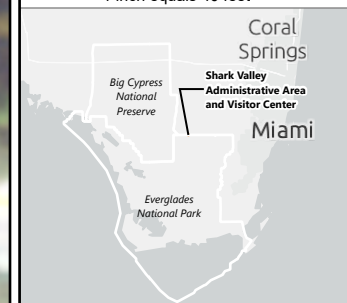 1 inch equals 40 feet
Coral
Springs
Big Cypress
National
Preserve
Shark Valley
Administrative Area
and Visitor Center
Miami
Everglades
National Park